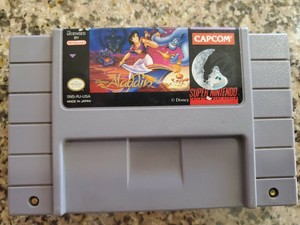 LICENSED
BY
Nintendo
CAPCOM
Aladdin
© Disney
SNS-RJ-USA
MADE IN JAPAN
SUPER NINTENDO